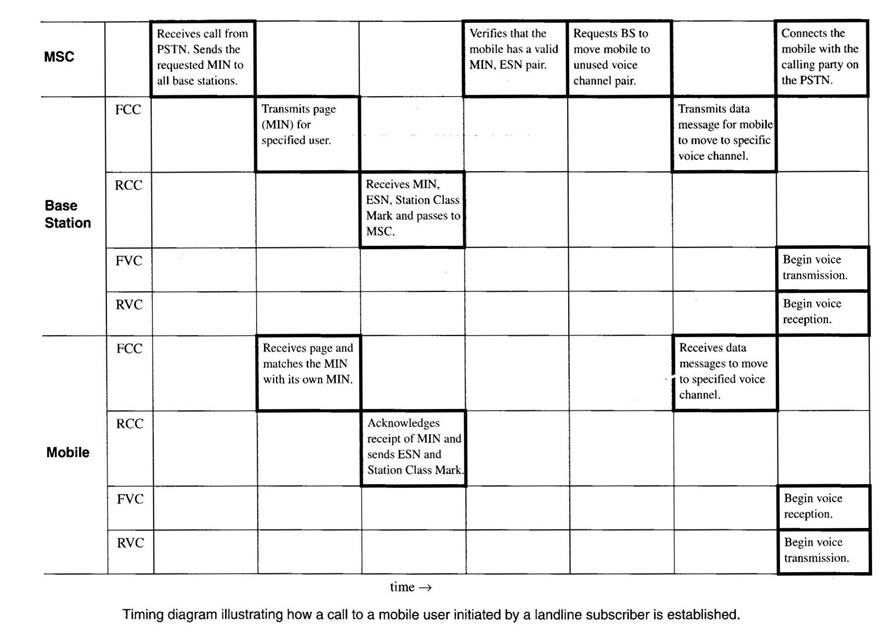 MSC
Receives call from
PSTN. Sends the
requested MIN to
all base stations.
Verifies that the
mobile has a valid
MIN, ESN pair.
Requests BS to
move mobile to
unused voice
channel pair.
Connects the
mobile with the
calling party on
the PSTN.
Base
Station
FCC
Transmits page
(MIN) for
specified user.
Transmits data
message for mobile
to move to specific
voice channel.
RCC
Receives MIN,
ESN, Station Class
Mark and passes to
MSC.
FVC
Begin voice
transmission.
RVC
Begin voice
reception.
Mobile
FCC
Receives page and
matches the MIN
with its own MIN.
Receives data
messages to move
to specified voice
channel.
RCC
Acknowledges
receipt of MIN and
sends ESN and
Station Class Mark.
FVC
Begin voice
reception.
RVC
Begin voice
transmission.
time →
Timing diagram illustrating how a call to a mobile user initiated by a landline subscriber is established.